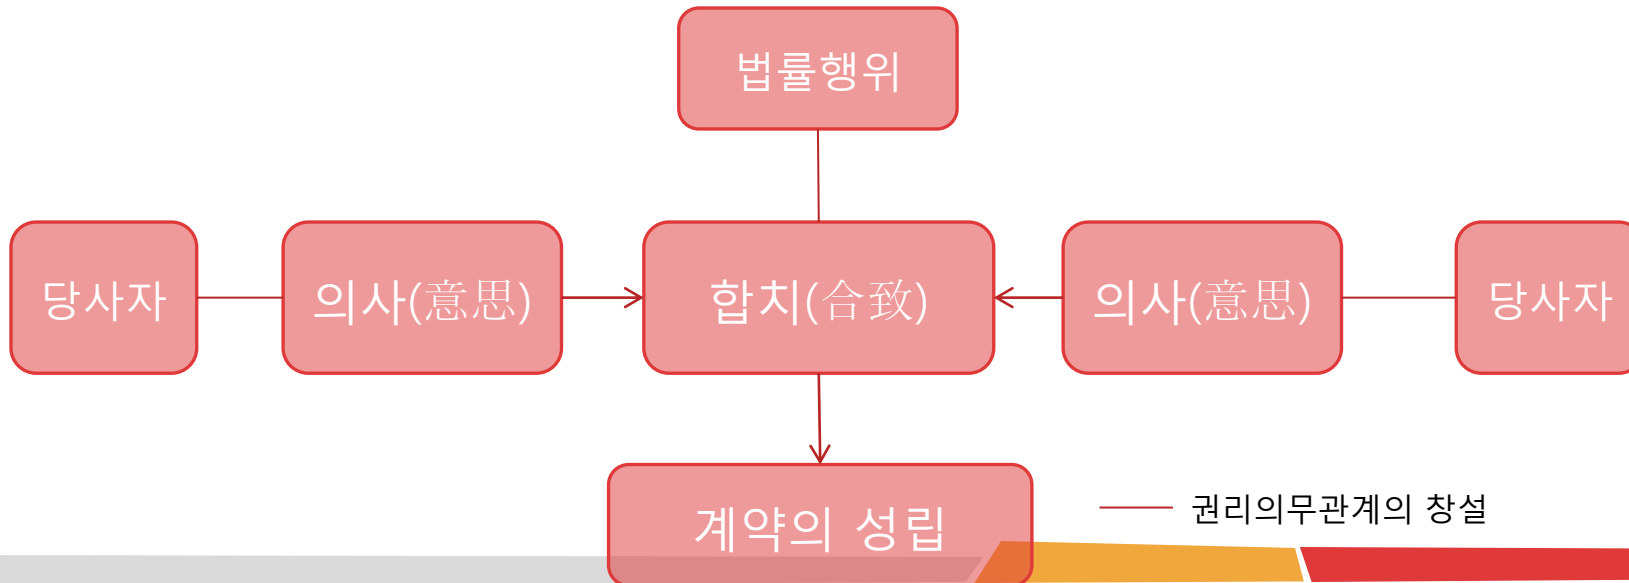 법률행위
당사자
의사(意思)
합치(合致)
의사(意思)
당사자
계약의 성립
권리의무관계의 창설